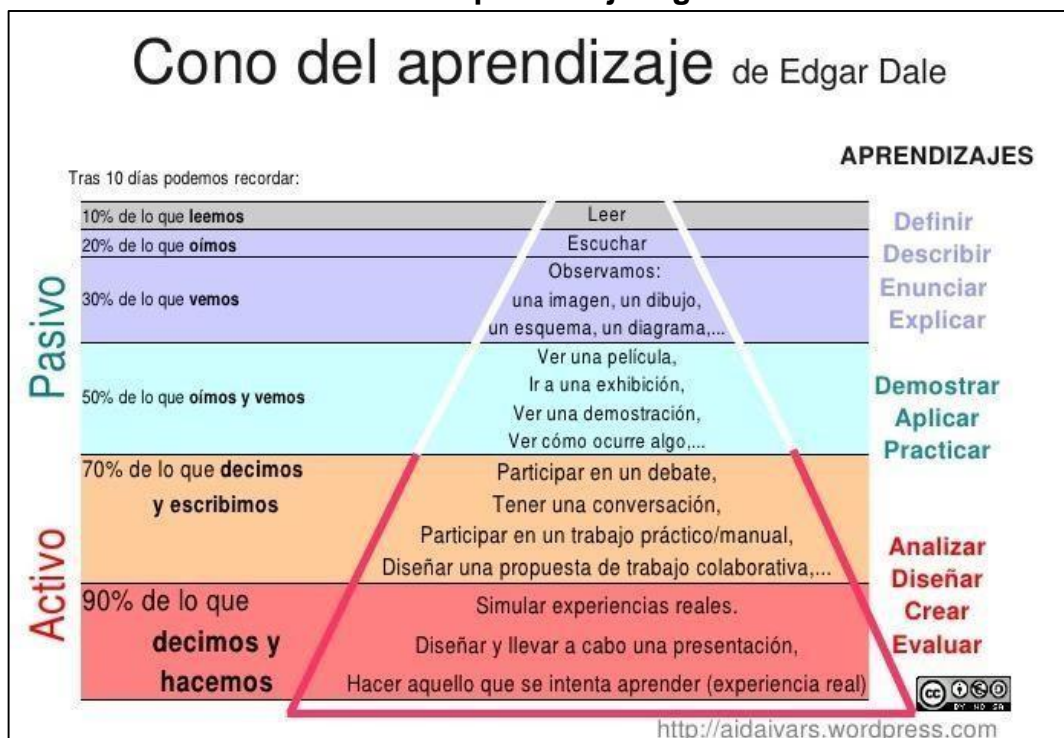 Cono del aprendizaje de Edgar Dale
APRENDIZAJES
Tras 10 días podemos recordar:
Pasivo
10% de lo que leemos
Leer
20% de lo que oímos
Escuchar
30% de lo que vemos
Observamos:
una imagen, un dibujo,
un esquema, un diagrama,...
Definir
Describir
Enunciar
Explicar
50% de lo que oímos y vemos
Ver una película,
Ir a una exhibición,
Ver una demostración,
Ver cómo ocurre algo,...
Demostrar
Aplicar
Practicar
Activo
70% de lo que decimos
y escribimos
Participar en un debate,
Tener una conversación,
Participar en un trabajo práctico/manual,
Diseñar una propuesta de trabajo colaborativa,...
90% de lo que
decimos y
hacemos
Simular experiencias reales.
Diseñar y llevar a cabo una presentación,
Hacer aquello que se intenta aprender (experiencia real)
Analizar
Diseñar
Crear
Evaluar
cc
BY NO SA
http://aidaivars.wordpress.com